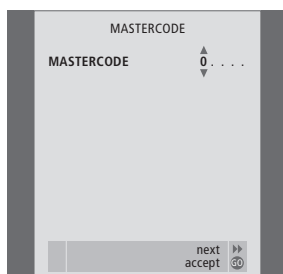 MASTERCODE
MASTERCODE 0 . . . .
next
accept GO